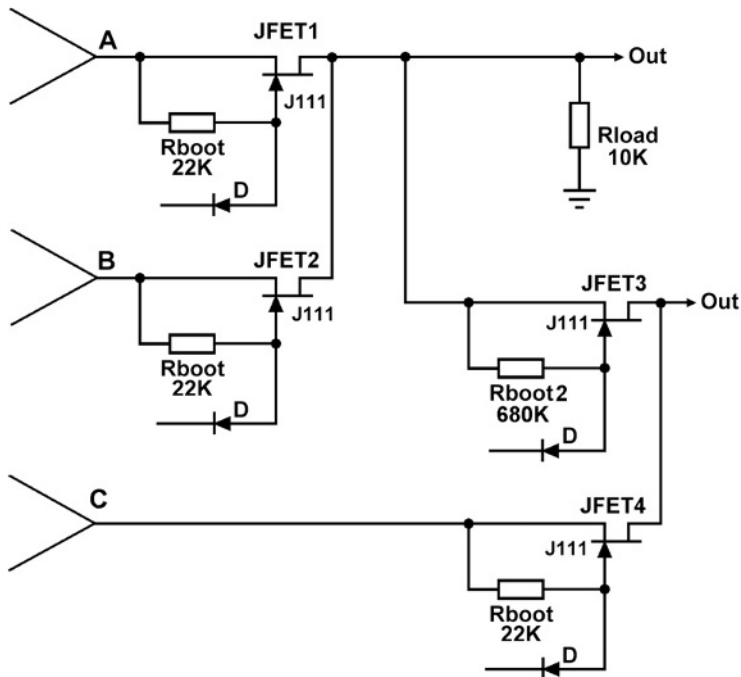 A
JFET1
J111
Out
Rboot
22K
D
Rload
10K
B
JFET2
J111
Rboot
22K
D
JFET3
J111
Out
Rboot2
680K
D
C
JFET4
J111
Rboot
22K
D